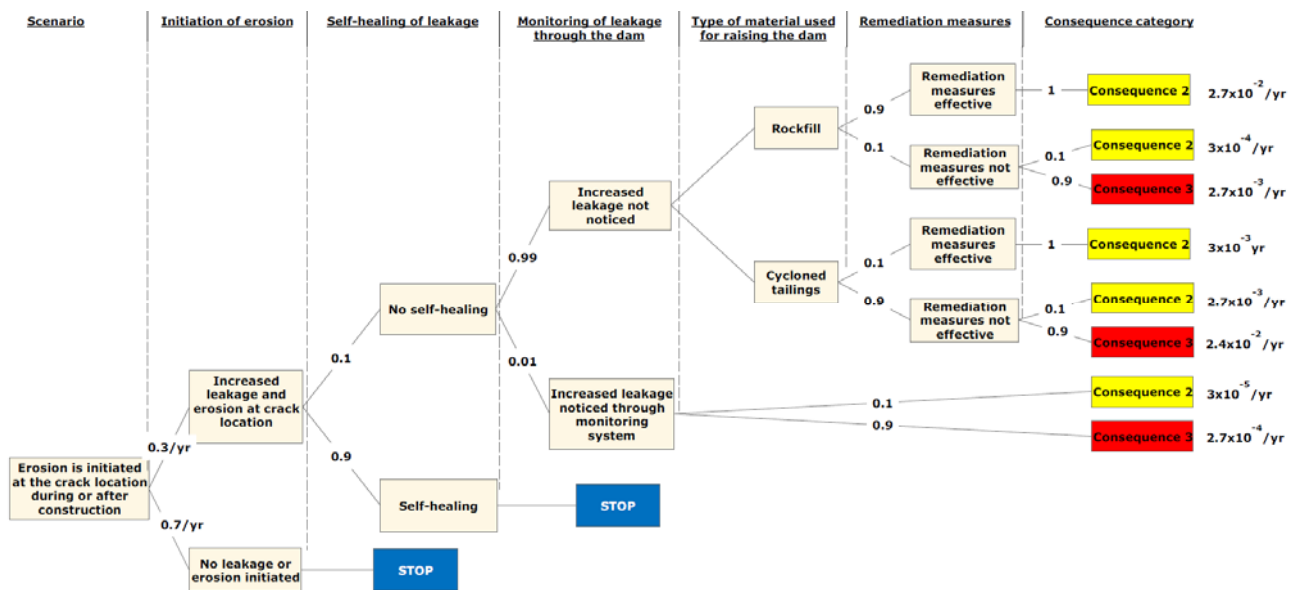 Scenario
Initiation of erosion
Self-healing of leakage
Monitoring of leakage
through the dam
Type of material used
for raising the dam
Remediation measures
Consequence category
Remediation
measures
effective
1
Consequence 2
2.7x10⁻²/yr
0.9
Rockfill
0.1
Remediation
measures not
effective
0.1
Consequence 2
3x10⁻⁴/yr
0.9
Consequence 3
2.7x10⁻³/yr
Increased
leakage not
noticed
Remediation
measures
effective
1
Consequence 2
3x10⁻³ yr
0.99
0.1
Cycloned
tailings
0.9
Remediation
measures not
effective
0.1
Consequence 2
2.7x10⁻³/yr
0.9
Consequence 3
2.4x10⁻²/yr
No self-healing
0.1
0.01
Increased
leakage and
erosion at crack
location
Increased leakage
noticed through
monitoring
system
0.1
Consequence 2
3x10⁻⁵/yr
0.9
Consequence 3
2.7x10⁻⁴/yr
0.3/yr
0.9
Erosion is initiated
at the crack location
during or after
construction
Self-healing
STOP
0.7/yr
No leakage or
erosion initiated
STOP